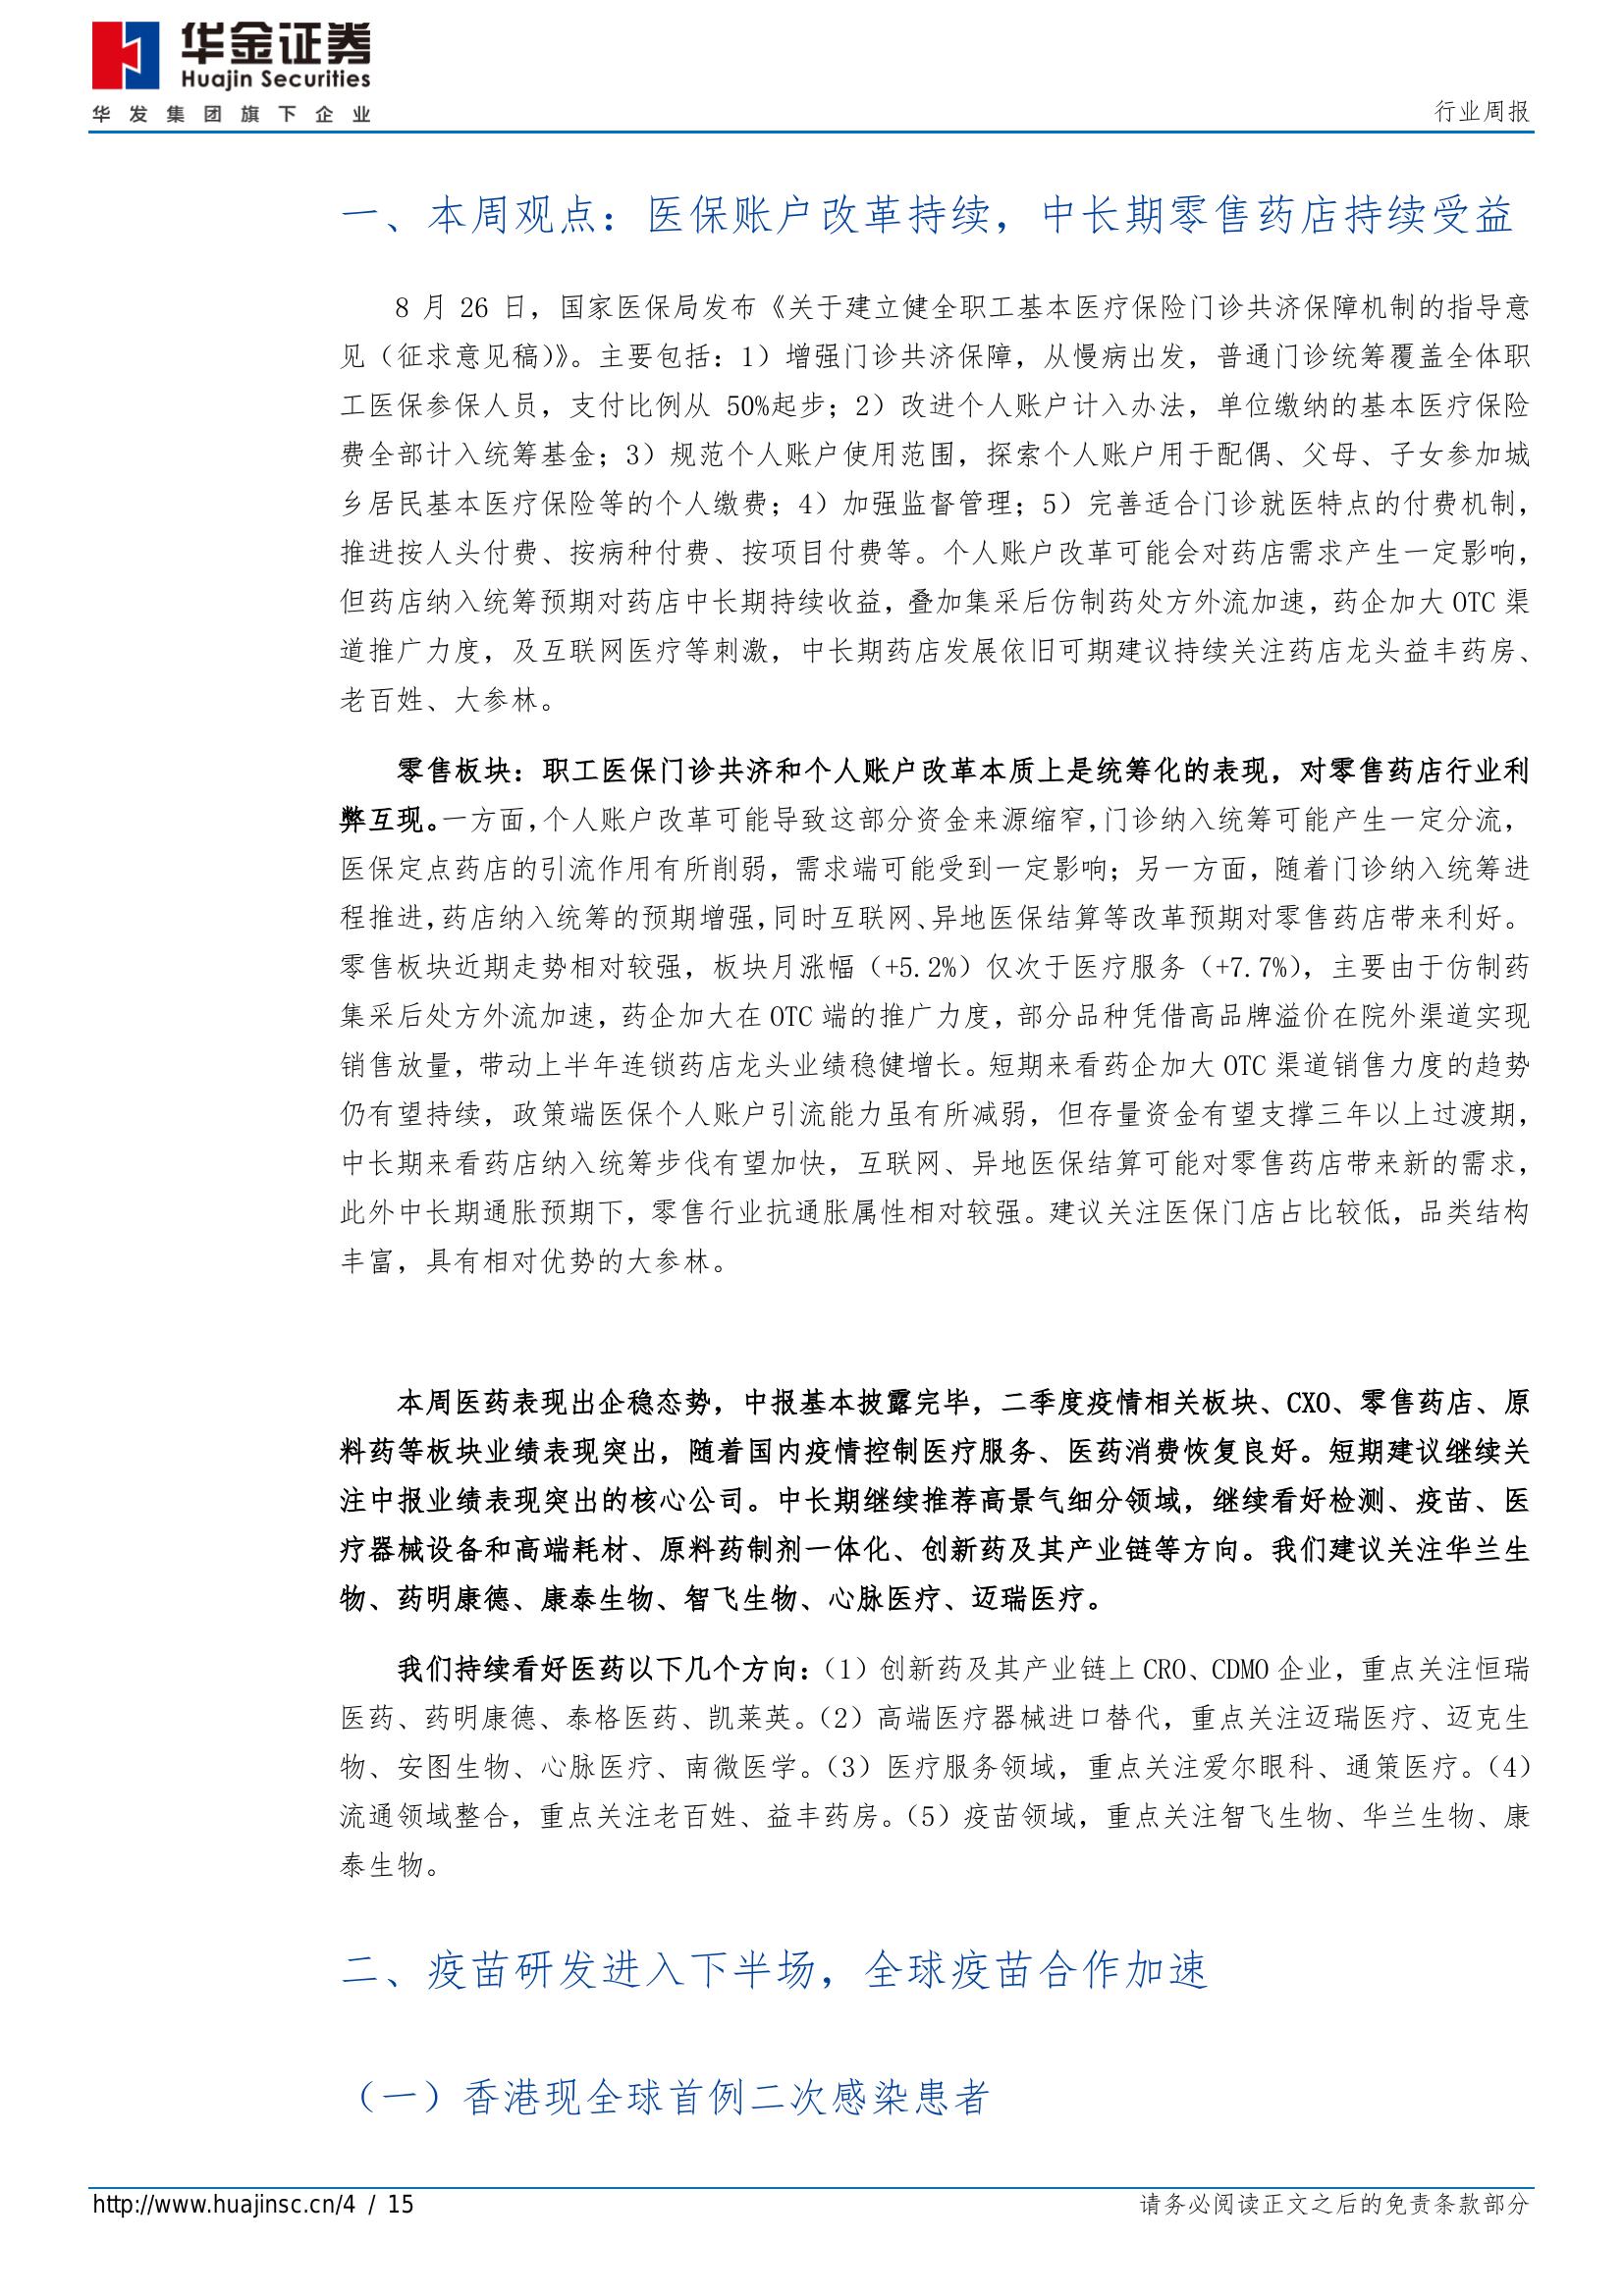 华金证券
Huajin Securities
华发集团旗下企业
行业周报
一、本周观点：医保账户改革持续，中长期零售药店持续受益
8 月 26 日，国家医保局发布《关于建立健全职工基本医疗保险门诊共济保障机制的指导意
见（征求意见稿）》。主要包括：1）增强门诊共济保障，从慢病出发，普通门诊统筹覆盖全体职
工医保参保人员，支付比例从 50%起步；2）改进个人账户计入办法，单位缴纳的基本医疗保险
费全部计入统筹基金；3）规范个人账户使用范围，探索个人账户用于配偶、父母、子女参加城
乡居民基本医疗保险等的个人缴费；4）加强监督管理；5）完善适合门诊就医特点的付费机制，
推进按人头付费、按病种付费、按项目付费等。个人账户改革可能会对药店需求产生一定影响，
但药店纳入统筹预期对药店中长期持续收益，叠加集采后仿制药处方外流加速，药企加大 OTC 渠
道推广力度，及互联网医疗等刺激，中长期药店发展依旧可期建议持续关注药店龙头益丰药房、
老百姓、大参林。
零售板块：职工医保门诊共济和个人账户改革本质上是统筹化的表现，对零售药店行业利
弊互现。一方面，个人账户改革可能导致这部分资金来源缩窄，门诊纳入统筹可能产生一定分流，
医保定点药店的引流作用有所削弱，需求端可能受到一定影响；另一方面，随着门诊纳入统筹进
程推进，药店纳入统筹的预期增强，同时互联网、异地医保结算等改革预期对零售药店带来利好。
零售板块近期走势相对较强，板块月涨幅（+5.2%）仅次于医疗服务（+7.7%），主要由于仿制药
集采后处方外流加速，药企加大在 OTC 端的推广力度，部分品种凭借高品牌溢价在院外渠道实现
销售放量，带动上半年连锁药店龙头业绩稳健增长。短期来看药企加大 OTC 渠道销售力度的趋势
仍有望持续，政策端医保个人账户引流能力虽有所减弱，但存量资金有望支撑三年以上过渡期，
中长期来看药店纳入统筹步伐有望加快，互联网、异地医保结算可能对零售药店带来新的需求，
此外中长期通胀预期下，零售行业抗通胀属性相对较强。建议关注医保门店占比较低，品类结构
丰富，具有相对优势的大参林。
本周医药表现出企稳态势，中报基本披露完毕，二季度疫情相关板块、CXO、零售药店、原
料药等板块业绩表现突出，随着国内疫情控制医疗服务、医药消费恢复良好。短期建议继续关
注中报业绩表现突出的核心公司。中长期继续推荐高景气细分领域，继续看好检测、疫苗、医
疗器械设备和高端耗材、原料药制剂一体化、创新药及其产业链等方向。我们建议关注华兰生
物、药明康德、康泰生物、智飞生物、心脉医疗、迈瑞医疗。
我们持续看好医药以下几个方向：（1）创新药及其产业链上 CRO、CDMO 企业，重点关注恒瑞
医药、药明康德、泰格医药、凯莱英。（2）高端医疗器械进口替代，重点关注迈瑞医疗、迈克生
物、安图生物、心脉医疗、南微医学。（3）医疗服务领域，重点关注爱尔眼科、通策医疗。（4）
流通领域整合，重点关注老百姓、益丰药房。（5）疫苗领域，重点关注智飞生物、华兰生物、康
泰生物。
二、疫苗研发进入下半场，全球疫苗合作加速
（一）香港现全球首例二次感染患者
http://www.huajinsc.cn/4 / 15
请务必阅读正文之后的免责条款部分